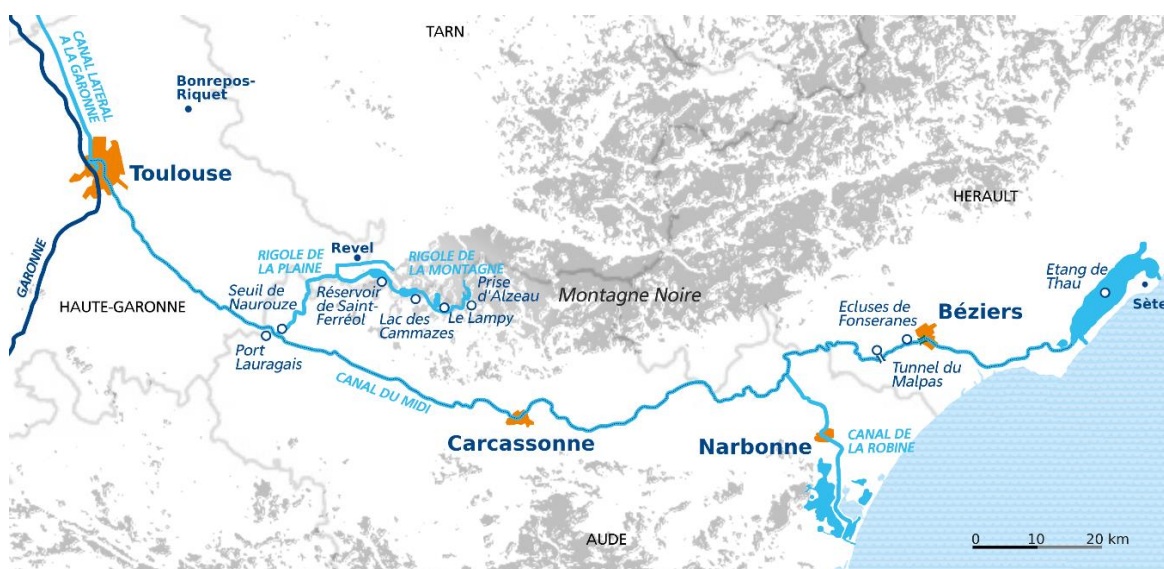 TARN
CANAL LATERAL
A LA GARONNE
Bonrepos-
Riquet
Toulouse
HERAULT
GARONNE
RIGOLE DE
LA PLAINE
Revel
RIGOLE DE
LA MONTAGNE
Prise
d'Alzeau
Montagne Noire
Etang de
Thau
Sète
HAUTE-GARONNE
Seuil de
Naurouze
Réservoir
de Saint-
Ferréol
Lac des
Cammazes
Le Lampy
Ecluses de
Fonseranes
Béziers
Port
Lauragais
Tunnel du
Malpas
CANAL DU MIDI
Carcassonne
Narbonne
CANAL DE
LA ROBINE
AUDE
0 10 20 km